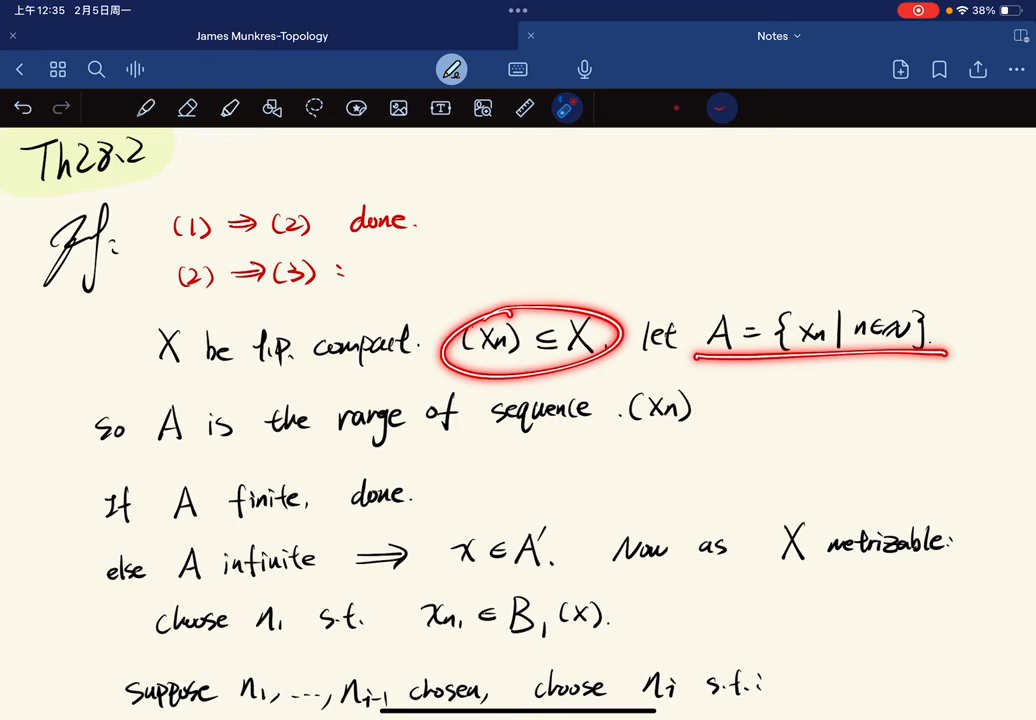 上午12:35 2月5日周一
38%
James Munkres-Topology
Notes
Th28.2
Pf: (1) ⇒ (2) done.
(2) ⇒ (3) :
X be l.p. compact. (xn) ⊆ X, let A = {xn | n∈N}.
so A is the range of sequence .(xn)
If A finite, done.
else A infinite ⟹ x ∈ A′. Now as X metrizable:
choose n₁ s.t. xn₁ ∈ B₁(x).
suppose n₁, ..., nᵢ₋₁ chosen, choose nᵢ s.t.: